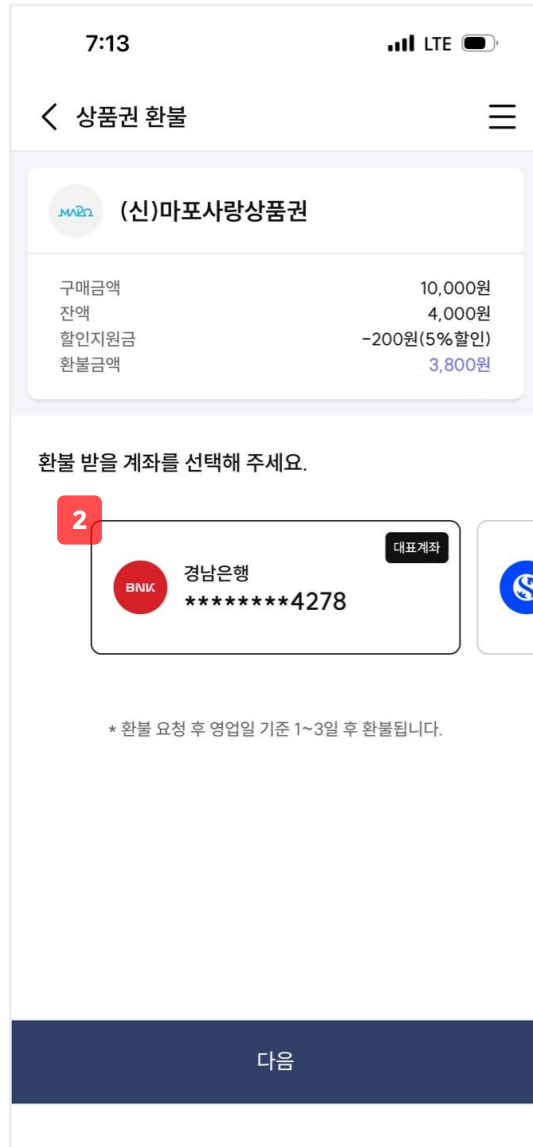 7:13 LTE
상품권 환불
MAPO (신)마포사랑상품권
구매금액 10,000원
잔액 4,000원
할인지원금 -200원(5%할인)
환불금액 3,800원
환불 받을 계좌를 선택해 주세요.
2
대표계좌
BNK 경남은행
********4278
* 환불 요청 후 영업일 기준 1~3일 후 환불됩니다.
다음